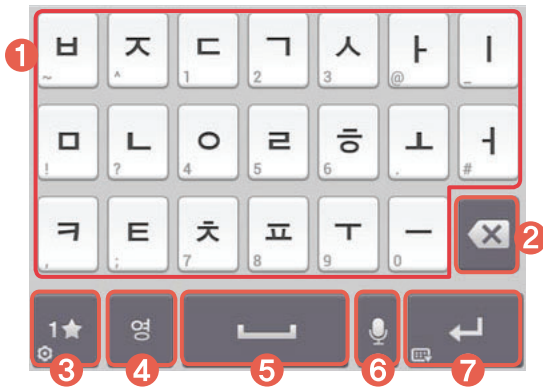 1 ㅂ ㅈ ㄷ ㄱ ㅅ ㅏ ㅣ
~ ^ 1 2 3 @ _
ㅁ ㄴ ㅇ ㄹ ㅎ ㅗ ㅓ
! ? 4 5 6 . #
ㅋ ㅌ ㅊ ㅍ ㅜ ㅡ 2
, ; 7 8 9 0
1★ 영
3 4 5 6 7